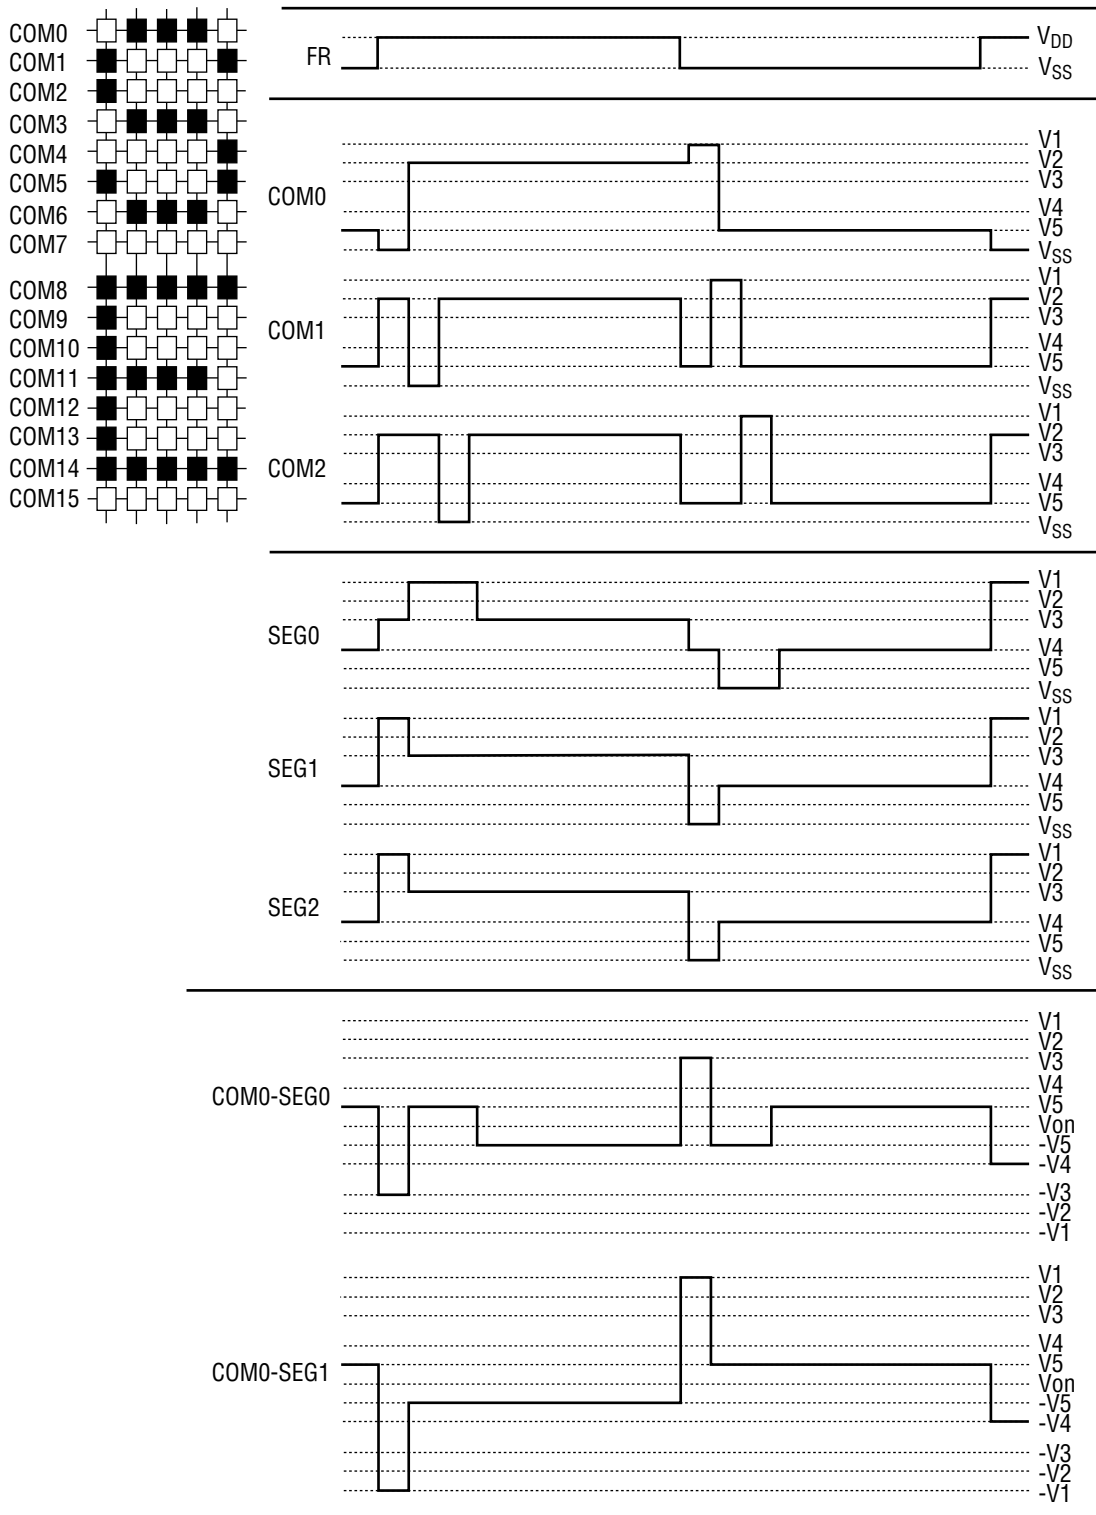 COM0
COM1
COM2
COM3
COM4
COM5
COM6
COM7
COM8
COM9
COM10
COM11
COM12
COM13
COM14
COM15
FR
VDD
VSS
COM0
V1
V2
V3
V4
V5
VSS
COM1
V1
V2
V3
V4
V5
VSS
COM2
V1
V2
V3
V4
V5
VSS
SEG0
V1
V2
V3
V4
V5
VSS
SEG1
V1
V2
V3
V4
V5
VSS
SEG2
V1
V2
V3
V4
V5
VSS
COM0-SEG0
V1
V2
V3
V4
V5
Von
-V5
-V4
-V3
-V2
-V1
COM0-SEG1
V1
V2
V3
V4
V5
Von
-V5
-V4
-V3
-V2
-V1